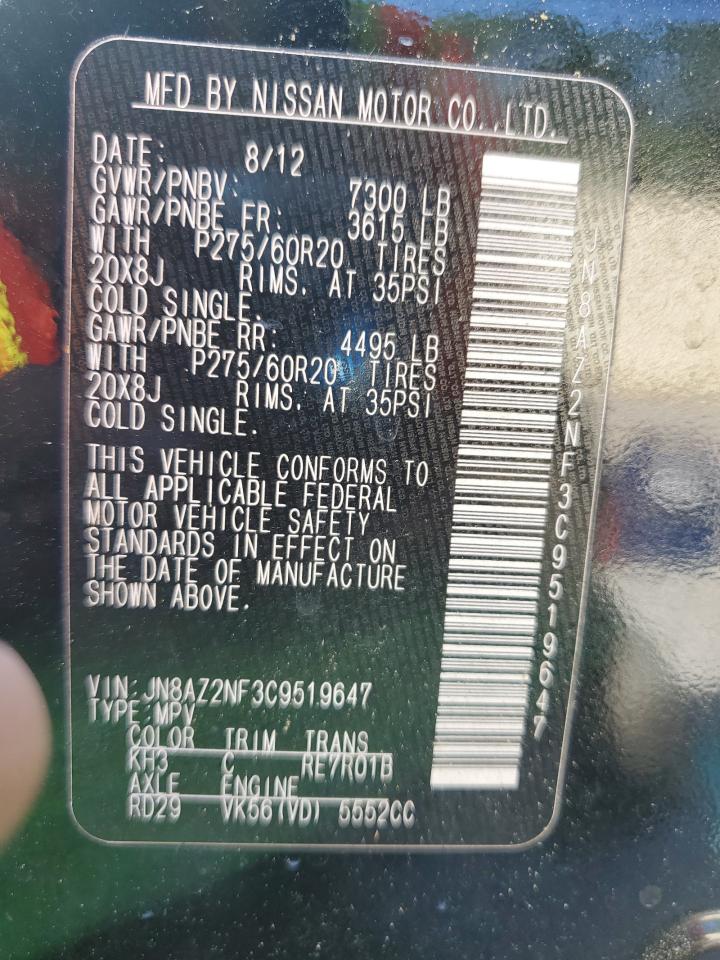 MFD BY NISSAN MOTOR CO.,LTD.
DATE: 8/12
GVWR/PNBV: 7300 LB
GAWR/PNBE FR: 3615 LB
WITH P275/60R20 TIRES
20X8J RIMS. AT 35PSI
COLD SINGLE.
GAWR/PNBE RR: 4495 LB
WITH P275/60R20 TIRES
20X8J RIMS. AT 35PSI
COLD SINGLE.
THIS VEHICLE CONFORMS TO
ALL APPLICABLE FEDERAL
MOTOR VEHICLE SAFETY
STANDARDS IN EFFECT ON
THE DATE OF MANUFACTURE
SHOWN ABOVE.
VIN:JN8AZ2NF3C9519647
TYPE:MPV
COLOR TRIM TRANS
KH3 C RE7R01B
AXLE ENGINE
RD29 VK56(VD) 5552CC
JN8AZ2NF3C9519647